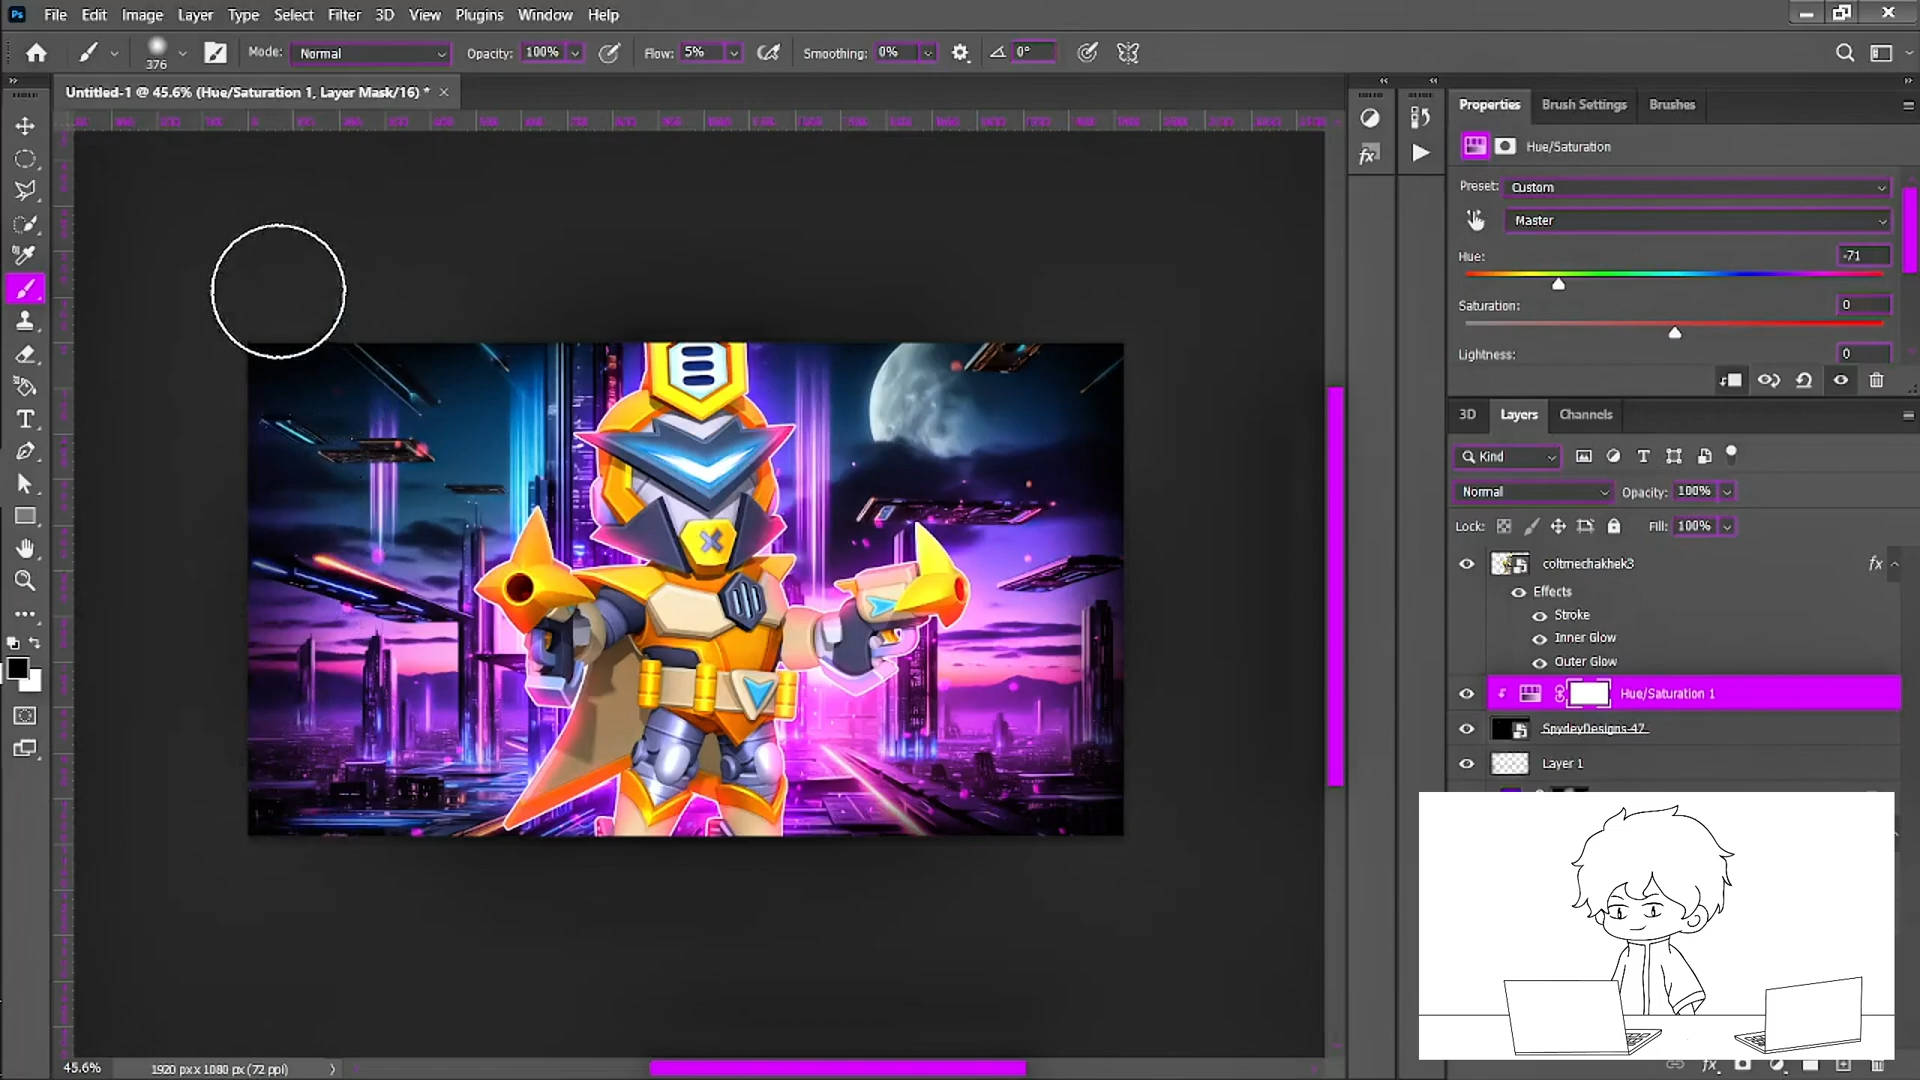 Ps File Edit Image Layer Type Select Filter 3D View Plugins Window Help
376 Mode: Normal Opacity: 100% Flow: 5% Smoothing: 0% 0°
Untitled-1 @ 45.6% (Hue/Saturation 1, Layer Mask/16) *
Properties Brush Settings Brushes
Hue/Saturation
Preset: Custom
Master
Hue: -71
Saturation: 0
Lightness: 0
3D Layers Channels
Kind
Normal Opacity: 100%
Lock: Fill: 100%
coltmechakhek3 fx
Effects
Stroke
Inner Glow
Outer Glow
Hue/Saturation 1
SpydeyDesigns-47
Layer 1
45.6% 1920 px x 1080 px (72 ppi)